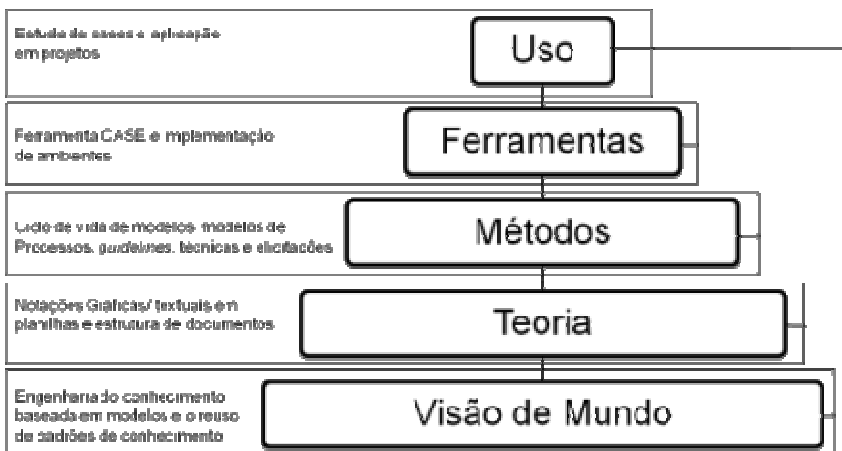 Estudo de casos e aplicação
em projetos
Uso
Ferramenta CASE e implementação
de ambientes
Ferramentas
Ciclo de vida de modelos, modelos de
Processos, guidelines, técnicas e elicitações
Métodos
Notações Gráficas/ textuais em
planilhas e estrutura de documentos
Teoria
Engenharia do conhecimento
baseada em modelos e o reuso
de padrões de conhecimento
Visão de Mundo